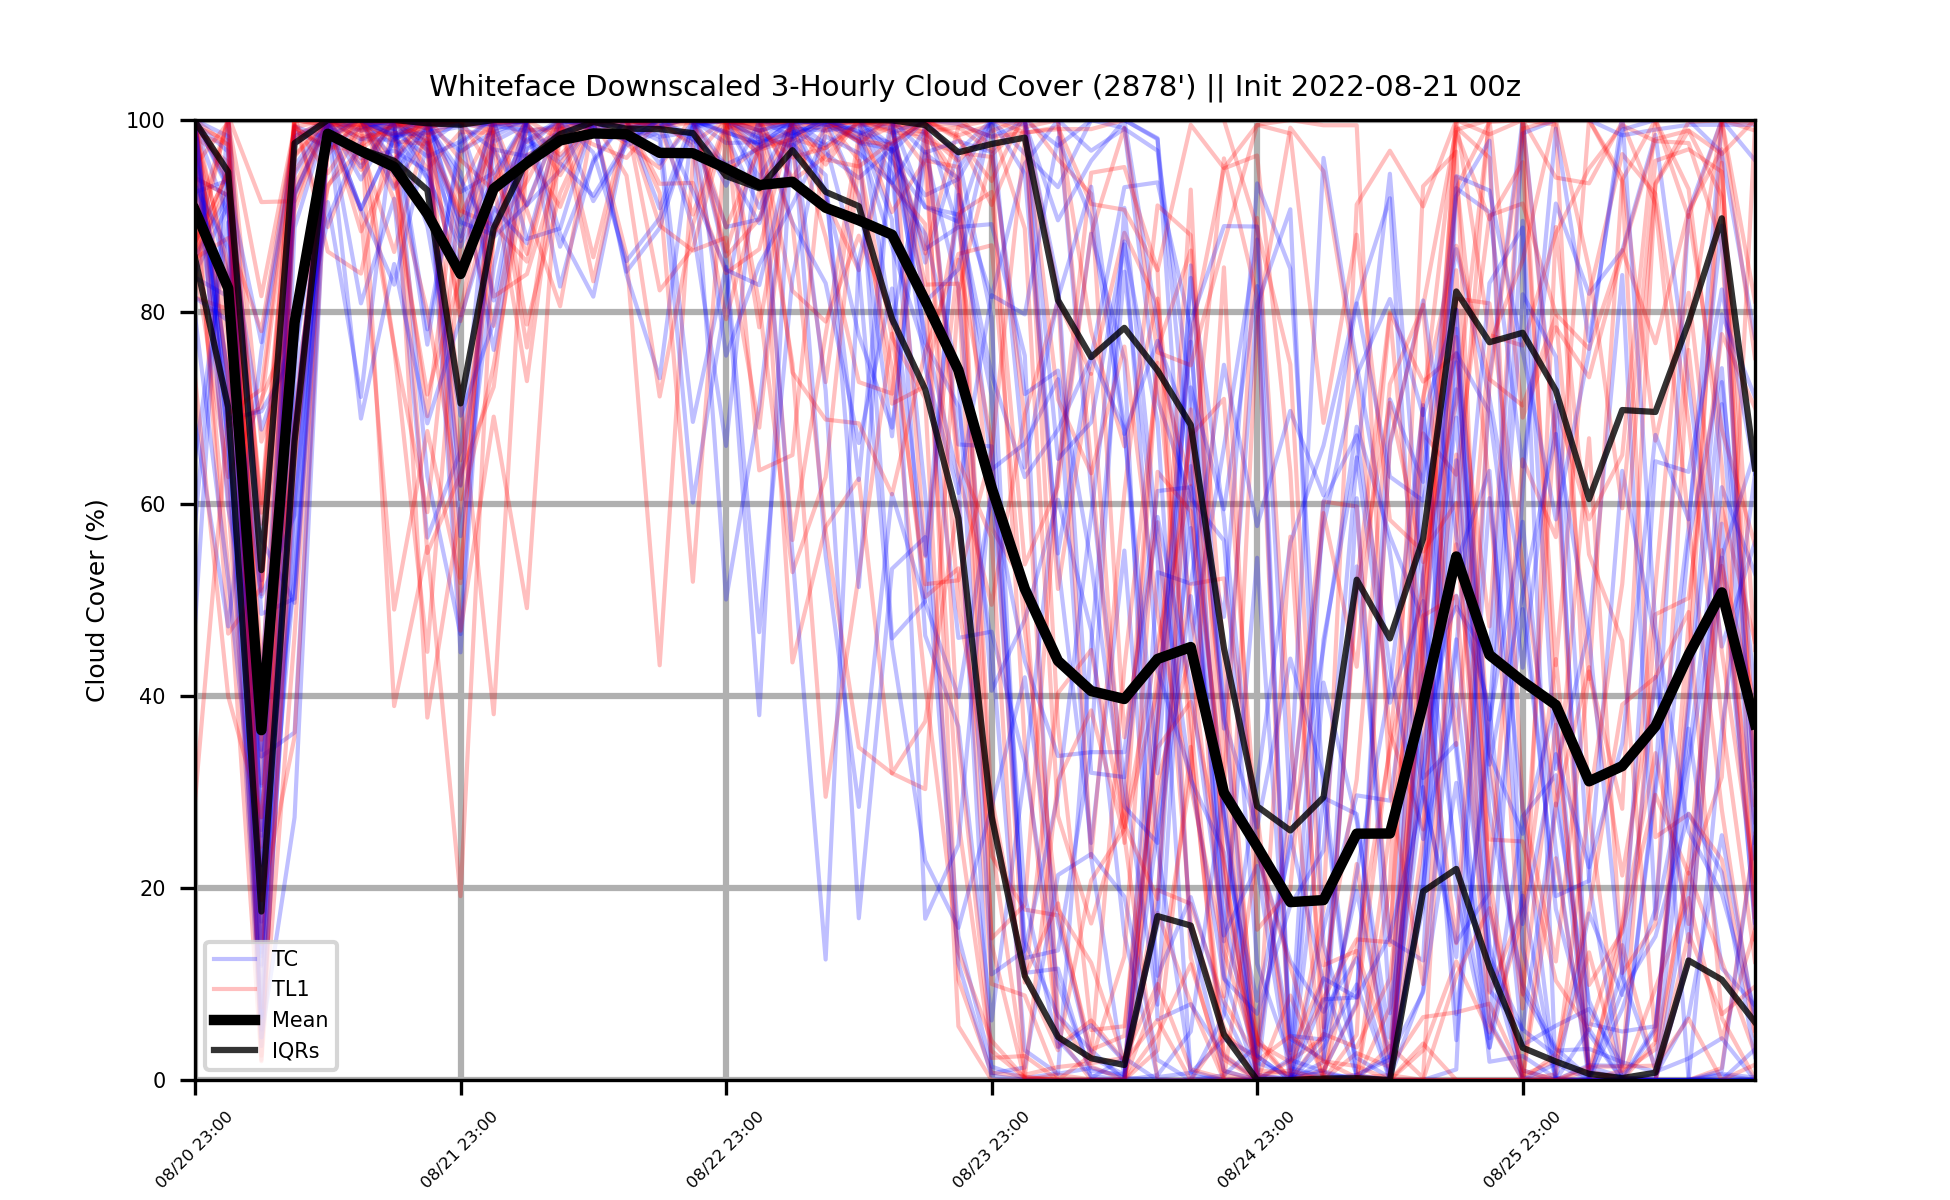 Whiteface Downscaled 3-Hourly Cloud Cover (2878') || Init 2022-08-21 00z
Cloud Cover (%)
100
80
60
40
20
0
TC
TL1
Mean
IQRs
08/20 23:00
08/21 23:00
08/22 23:00
08/23 23:00
08/24 23:00
08/25 23:00